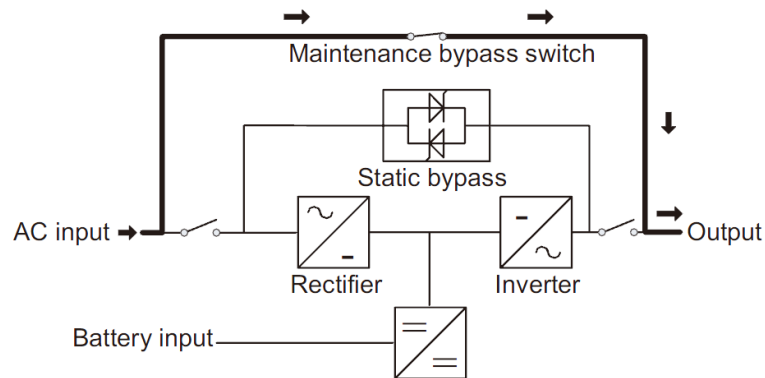 Maintenance bypass switch
Static bypass
AC input
Output
Rectifier
Inverter
Battery input